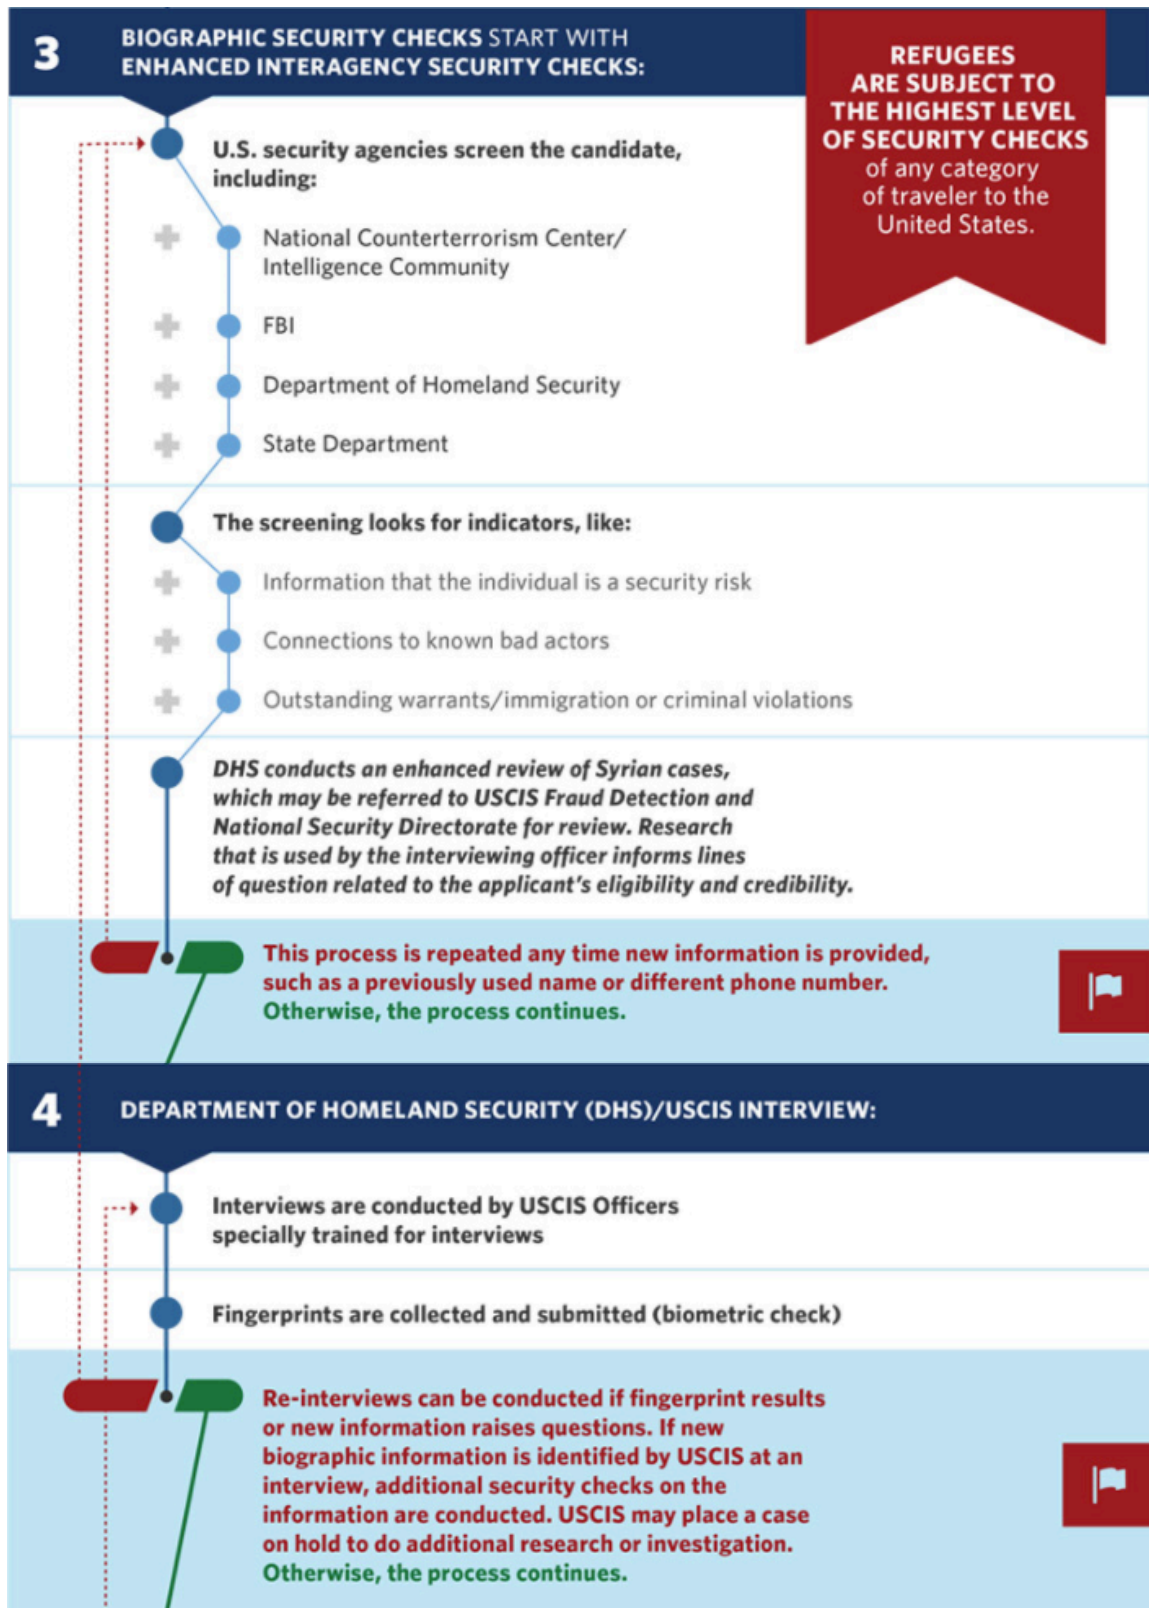 3
BIOGRAPHIC SECURITY CHECKS START WITH
ENHANCED INTERAGENCY SECURITY CHECKS:
REFUGEES
ARE SUBJECT TO
THE HIGHEST LEVEL
OF SECURITY CHECKS
of any category
of traveler to the
United States.
U.S. security agencies screen the candidate,
including:
National Counterterrorism Center/
Intelligence Community
FBI
Department of Homeland Security
State Department
The screening looks for indicators, like:
Information that the individual is a security risk
Connections to known bad actors
Outstanding warrants/immigration or criminal violations
DHS conducts an enhanced review of Syrian cases,
which may be referred to USCIS Fraud Detection and
National Security Directorate for review. Research
that is used by the interviewing officer informs lines
of question related to the applicant's eligibility and credibility.
This process is repeated any time new information is provided,
such as a previously used name or different phone number.
Otherwise, the process continues.
4
DEPARTMENT OF HOMELAND SECURITY (DHS)/USCIS INTERVIEW:
Interviews are conducted by USCIS Officers
specially trained for interviews
Fingerprints are collected and submitted (biometric check)
Re-interviews can be conducted if fingerprint results
or new information raises questions. If new
biographic information is identified by USCIS at an
interview, additional security checks on the
information are conducted. USCIS may place a case
on hold to do additional research or investigation.
Otherwise, the process continues.